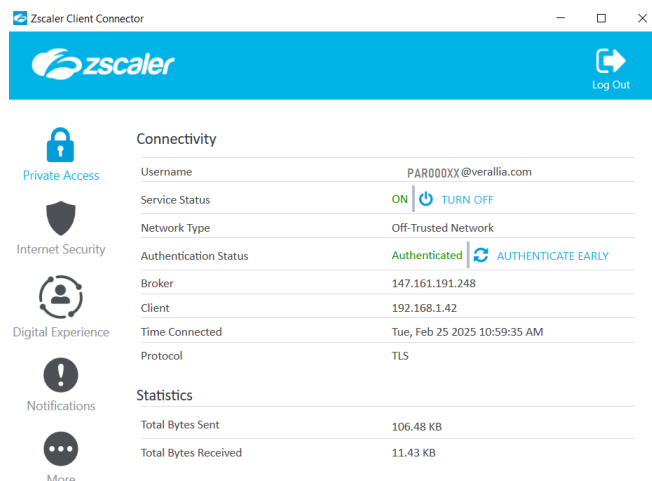 Zscaler Client Connector
zscaler
Log Out
Private Access
Internet Security
Digital Experience
Notifications
More
Connectivity
Username PAR000XX@verallia.com
Service Status ON TURN OFF
Network Type Off-Trusted Network
Authentication Status Authenticated AUTHENTICATE EARLY
Broker 147.161.191.248
Client 192.168.1.42
Time Connected Tue, Feb 25 2025 10:59:35 AM
Protocol TLS
Statistics
Total Bytes Sent 106.48 KB
Total Bytes Received 11.43 KB